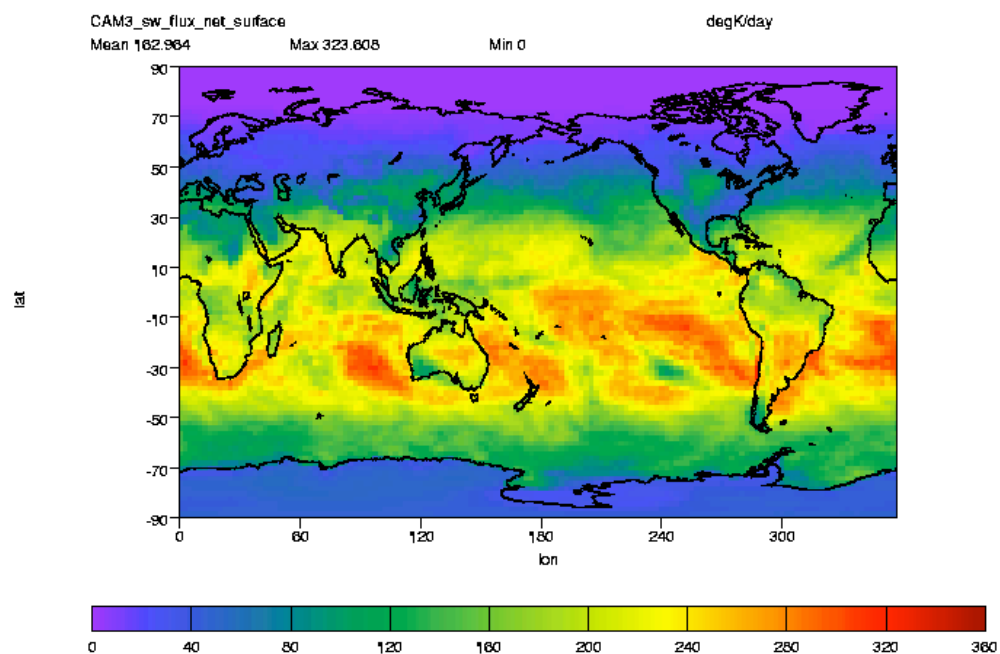 CAM3_sw_flux_net_surface degK/day
Mean 162.964 Max 323.608 Min 0
90
70
50
30
10
-10
-30
-50
-70
-90
lat
0 60 120 180 240 300
lon
0 40 80 120 160 200 240 280 320 360